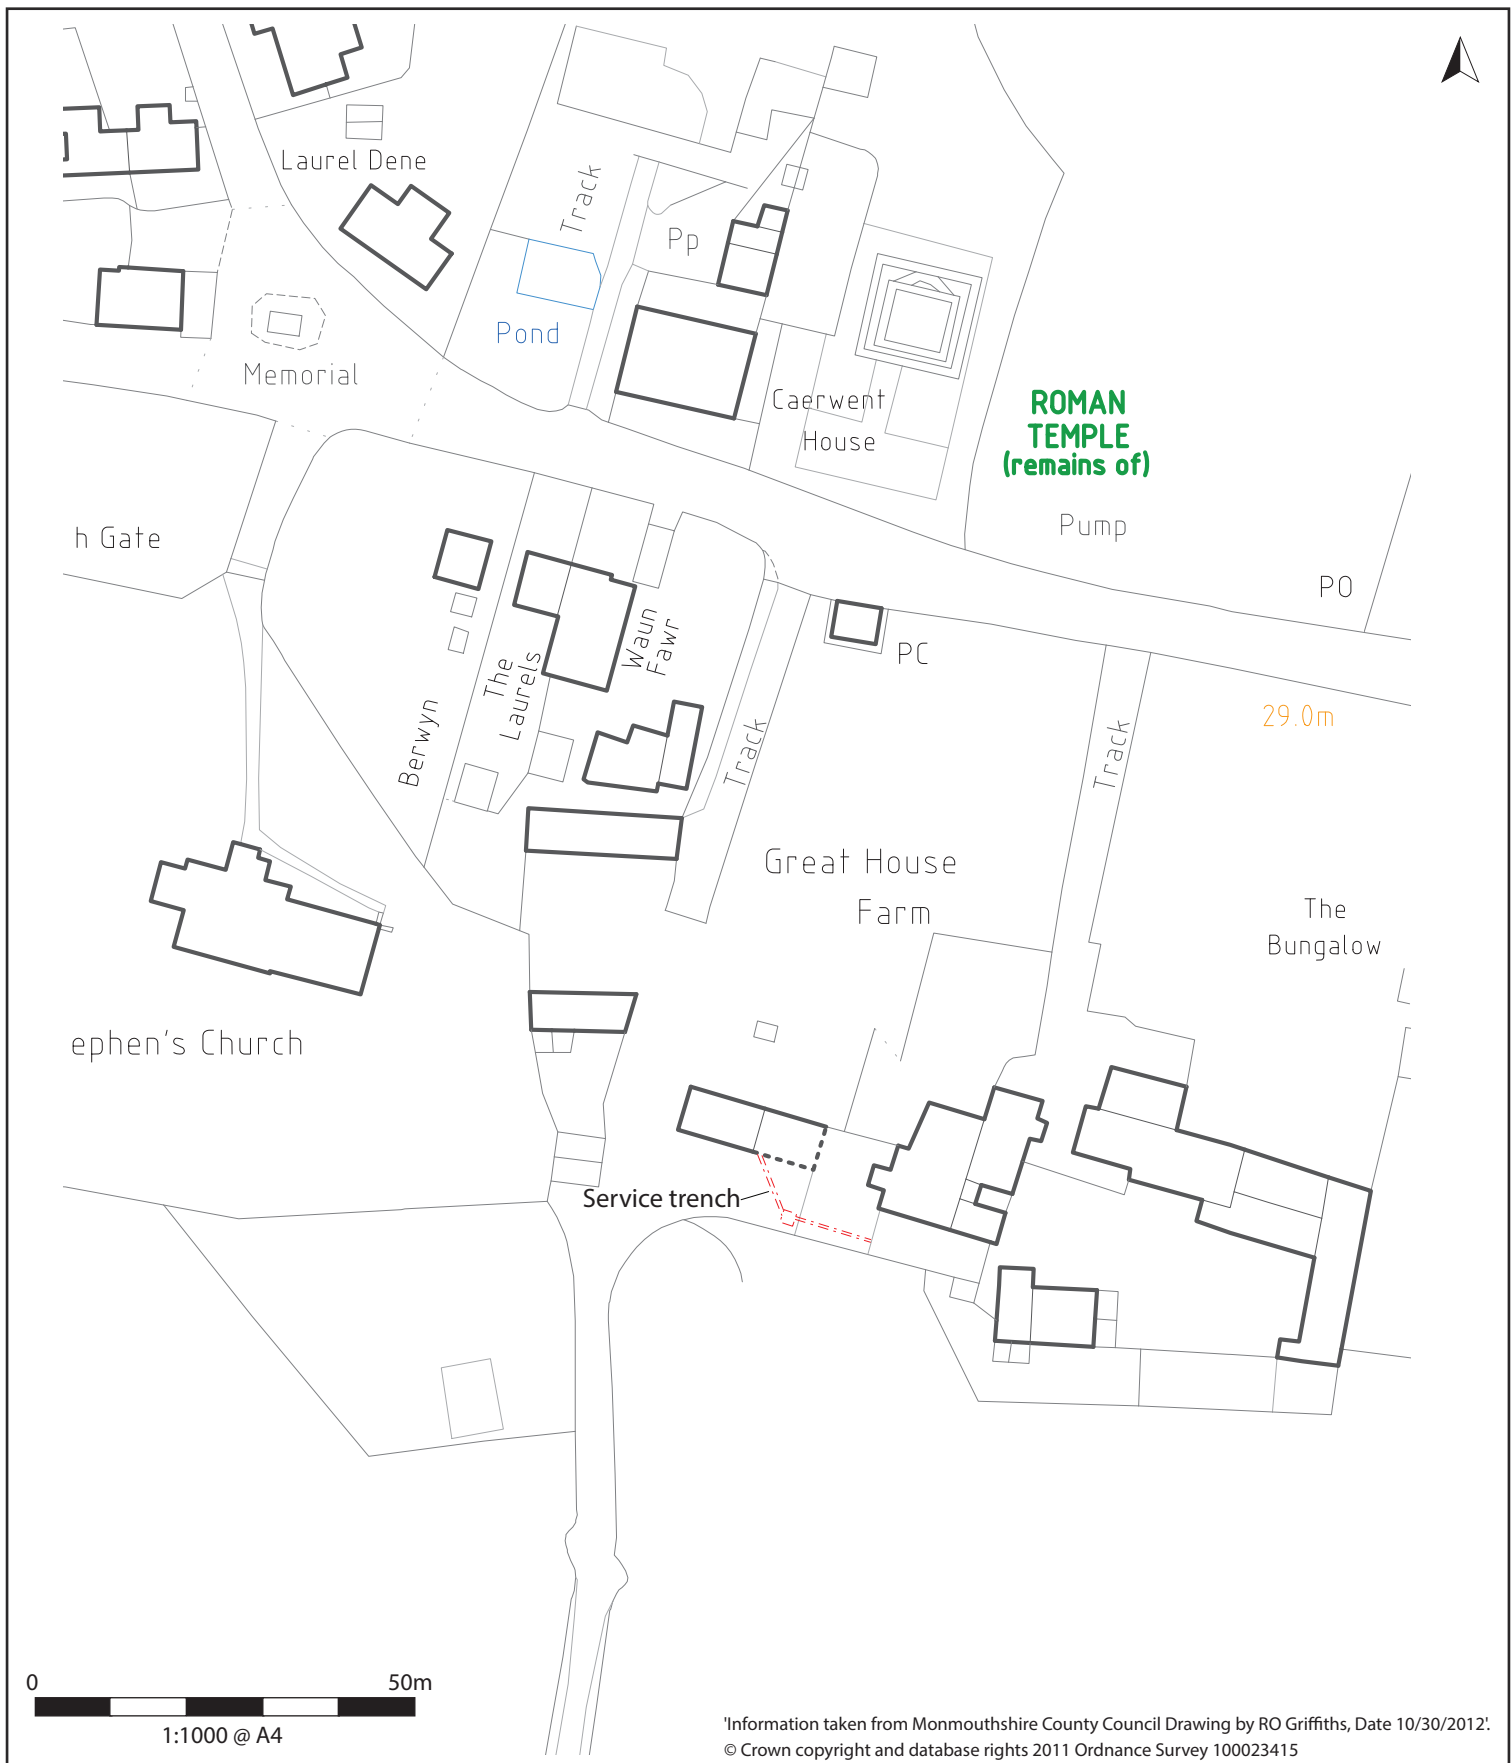 Laurel Dene
Track
Pp
Pond
Memorial
Caerwent
House
ROMAN
TEMPLE
(remains of)
Pump
h Gate
PO
Waun
Fawr
PC
The
Laurels
Berwyn
Track
29.0m
Track
Great House
Farm
The
Bungalow
ephen's Church
Service trench
0 50m
1:1000 @ A4
'Information taken from Monmouthshire County Council Drawing by RO Griffiths, Date 10/30/2012'.
© Crown copyright and database rights 2011 Ordnance Survey 100023415